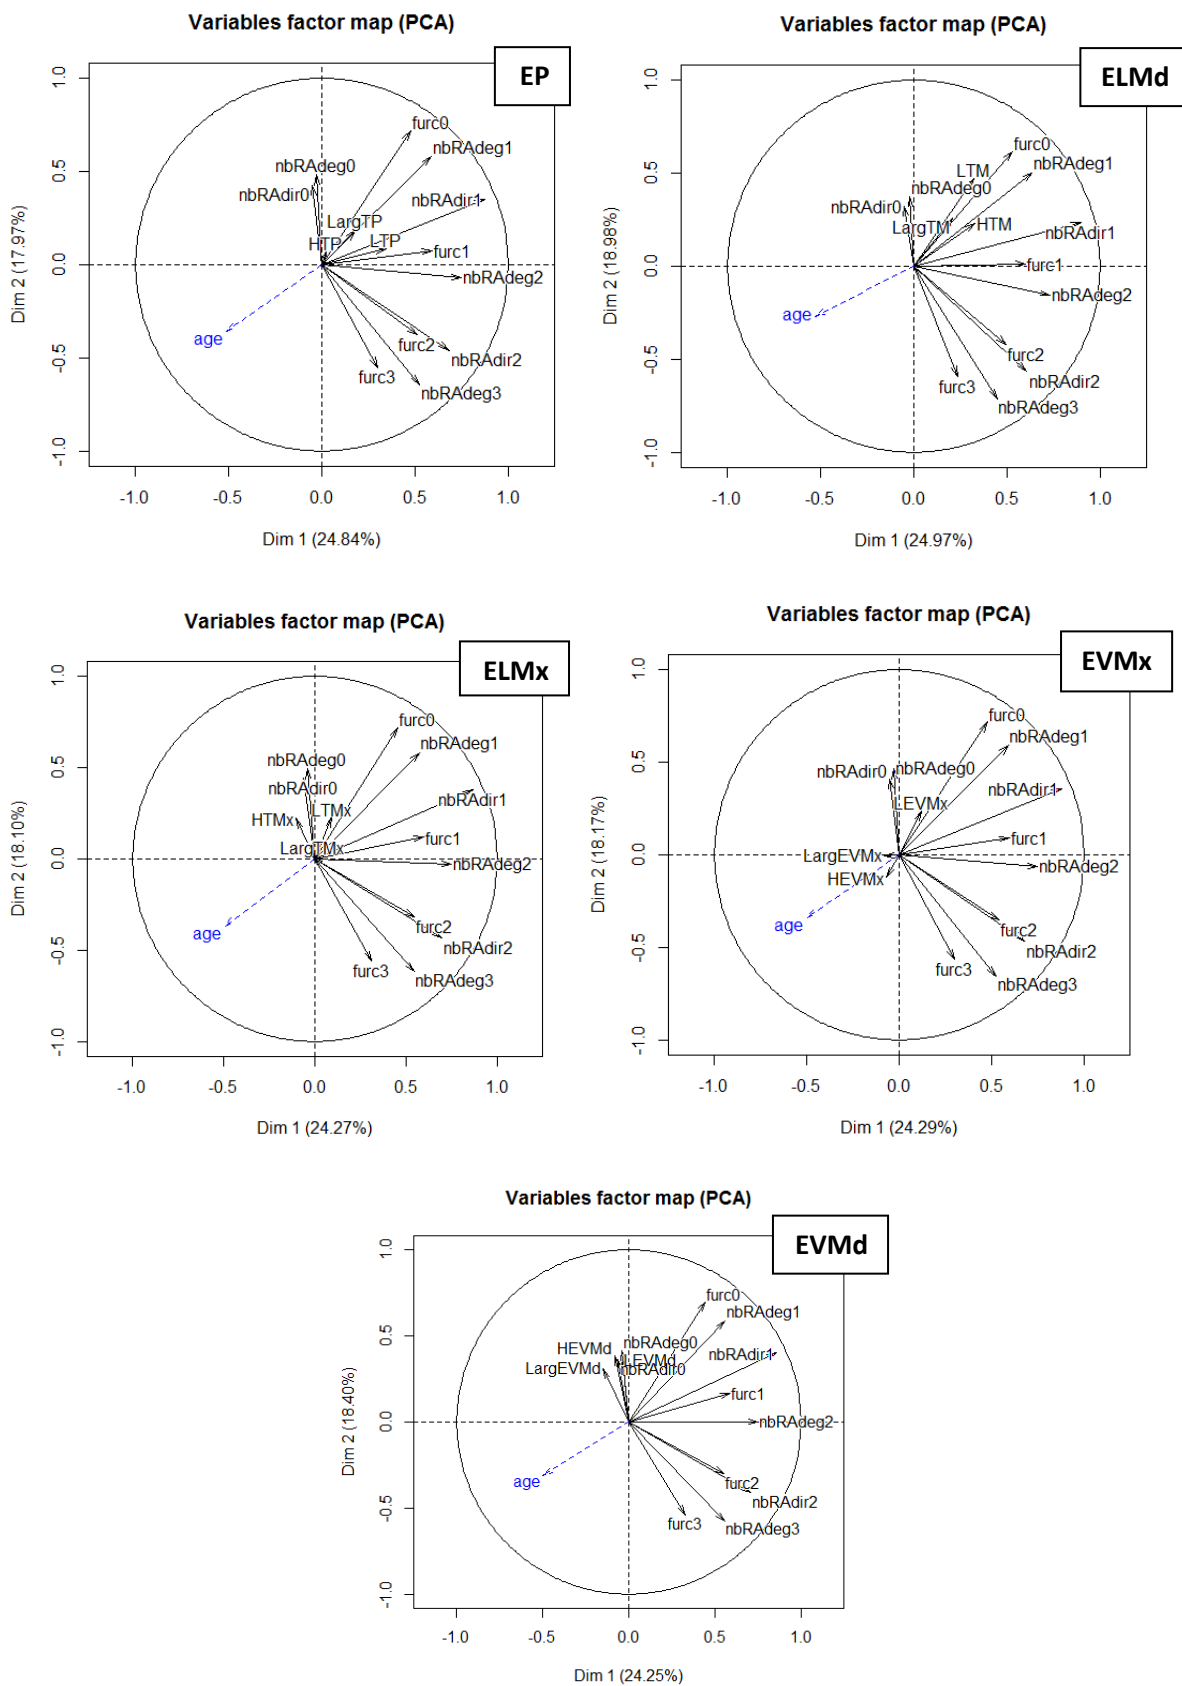 Variables factor map (PCA)
EP
1.0
0.5
0.0
-0.5
-1.0
Dim 2 (17.97%)
furc0
nbRAdeg1
nbRAdeg0
nbRAdir0
nbRAdir1
LargTP
HTP
LTP
furc1
nbRAdeg2
age
furc2
nbRAdir2
furc3
nbRAdeg3
-1.0 -0.5 0.0 0.5 1.0
Dim 1 (24.84%)
Variables factor map (PCA)
ELMd
1.0
0.5
0.0
-0.5
-1.0
Dim 2 (18.98%)
furc0
LTM
nbRAdeg1
nbRAdeg0
nbRAdir0
LargTM
HTM
nbRAdir1
furc1
nbRAdeg2
age
furc2
nbRAdir2
furc3
nbRAdeg3
-1.0 -0.5 0.0 0.5 1.0
Dim 1 (24.97%)
Variables factor map (PCA)
ELMx
1.0
0.5
0.0
-0.5
-1.0
Dim 2 (18.10%)
furc0
nbRAdeg1
nbRAdeg0
nbRAdir0
nbRAdir1
HTMx
LTMx
LargTMx
furc1
nbRAdeg2
age
furc2
nbRAdir2
furc3
nbRAdeg3
-1.0 -0.5 0.0 0.5 1.0
Dim 1 (24.27%)
Variables factor map (PCA)
EVMx
1.0
0.5
0.0
-0.5
-1.0
Dim 2 (18.17%)
furc0
nbRAdeg1
nbRAdir0
nbRAdeg0
nbRAdir1
LEVMx
furc1
LargEVMx
nbRAdeg2
HEVMx
age
furc2
nbRAdir2
furc3
nbRAdeg3
-1.0 -0.5 0.0 0.5 1.0
Dim 1 (24.29%)
Variables factor map (PCA)
EVMd
1.0
0.5
0.0
-0.5
-1.0
Dim 2 (18.40%)
furc0
nbRAdeg1
nbRAdeg0
HEVMd
LEVMd
nbRAdir1
LargEVMd
nbRAdir0
furc1
nbRAdeg2
age
furc2
nbRAdir2
furc3
nbRAdeg3
-1.0 -0.5 0.0 0.5 1.0
Dim 1 (24.25%)